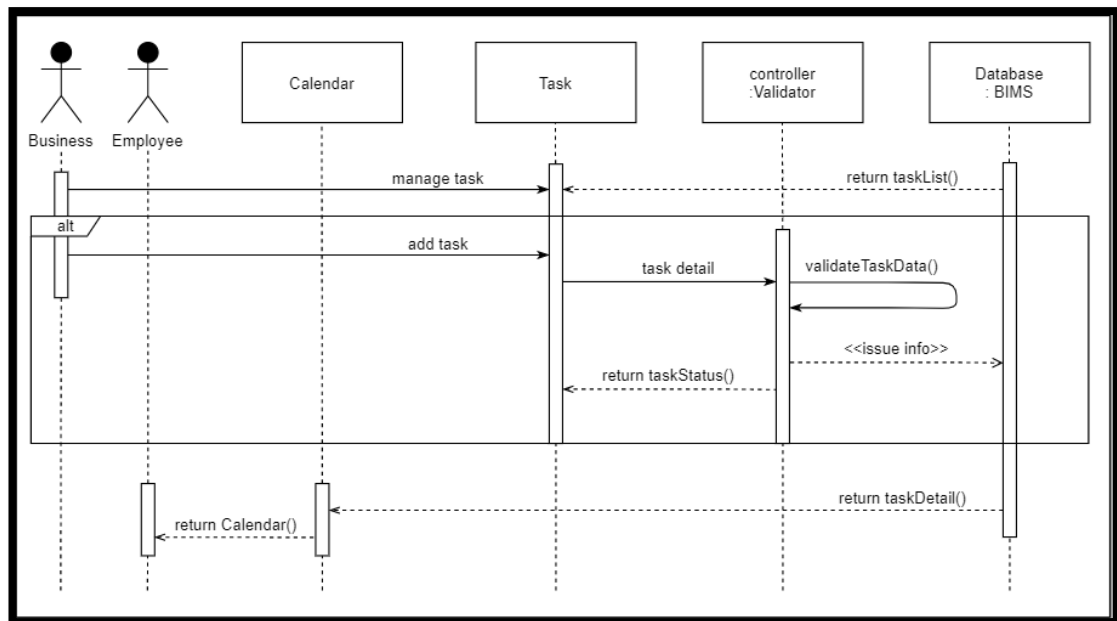 Business
Employee
Calendar
Task
controller
:Validator
Database
: BIMS
manage task
return taskList()
alt
add task
task detail
validateTaskData()
<<issue info>>
return taskStatus()
return taskDetail()
return Calendar()